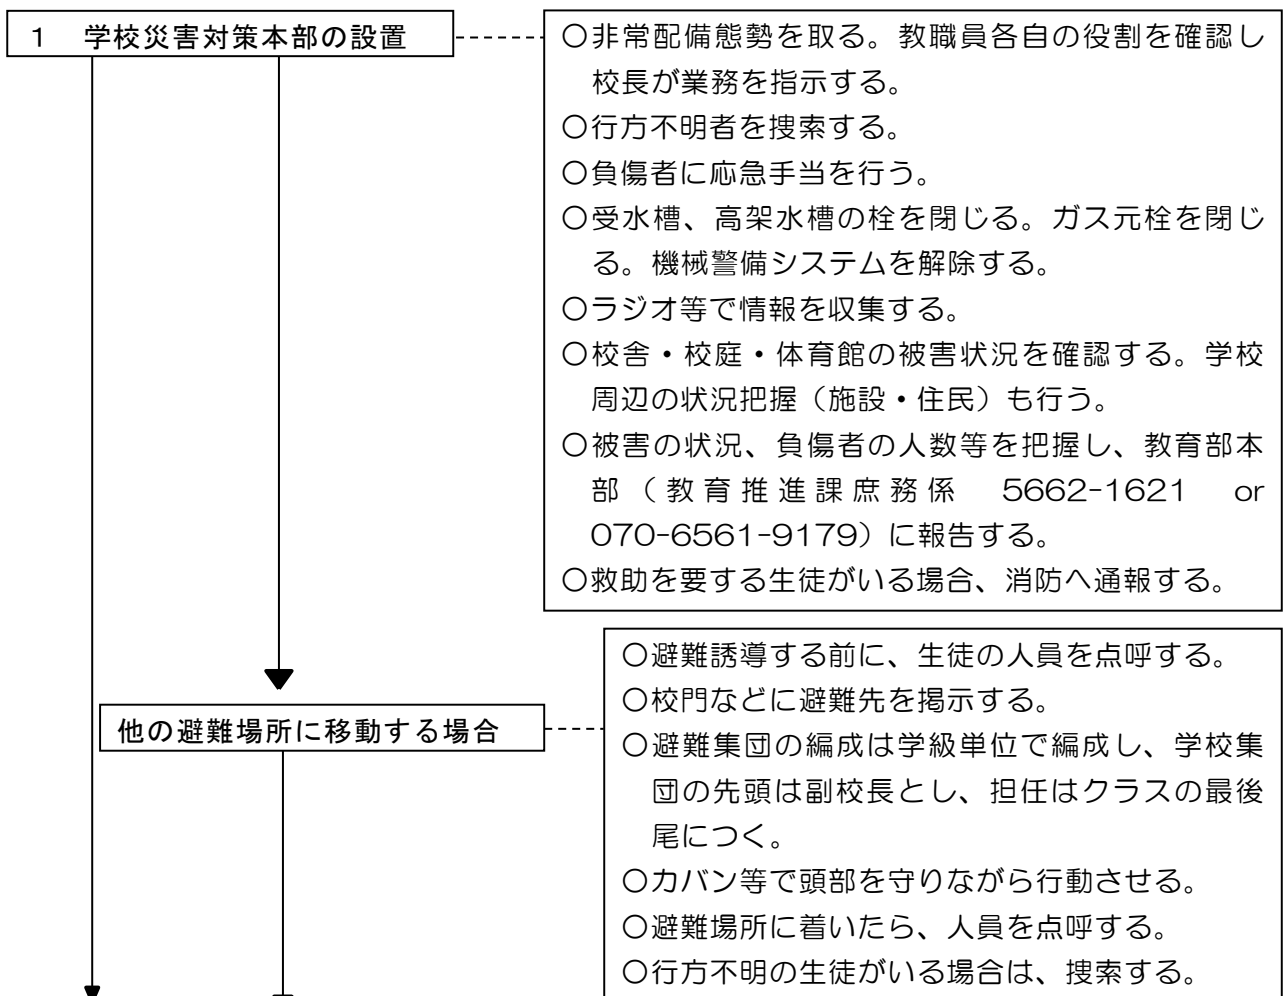 1　学校災害対策本部の設置
〇非常配備態勢を取る。教職員各自の役割を確認し
校長が業務を指示する。
〇行方不明者を捜索する。
〇負傷者に応急手当を行う。
〇受水槽、高架水槽の栓を閉じる。ガス元栓を閉じ
る。機械警備システムを解除する。
〇ラジオ等で情報を収集する。
〇校舎・校庭・体育館の被害状況を確認する。学校
周辺の状況把握（施設・住民）も行う。
〇被害の状況、負傷者の人数等を把握し、教育部本
部（教育推進課庶務係　5662-1621　or
070-6561-9179）に報告する。
〇救助を要する生徒がいる場合、消防へ通報する。
他の避難場所に移動する場合
〇避難誘導する前に、生徒の人員を点呼する。
〇校門などに避難先を掲示する。
〇避難集団の編成は学級単位で編成し、学校集
団の先頭は副校長とし、担任はクラスの最後
尾につく。
〇カバン等で頭部を守りながら行動させる。
〇避難場所に着いたら、人員を点呼する。
〇行方不明の生徒がいる場合は、捜索する。